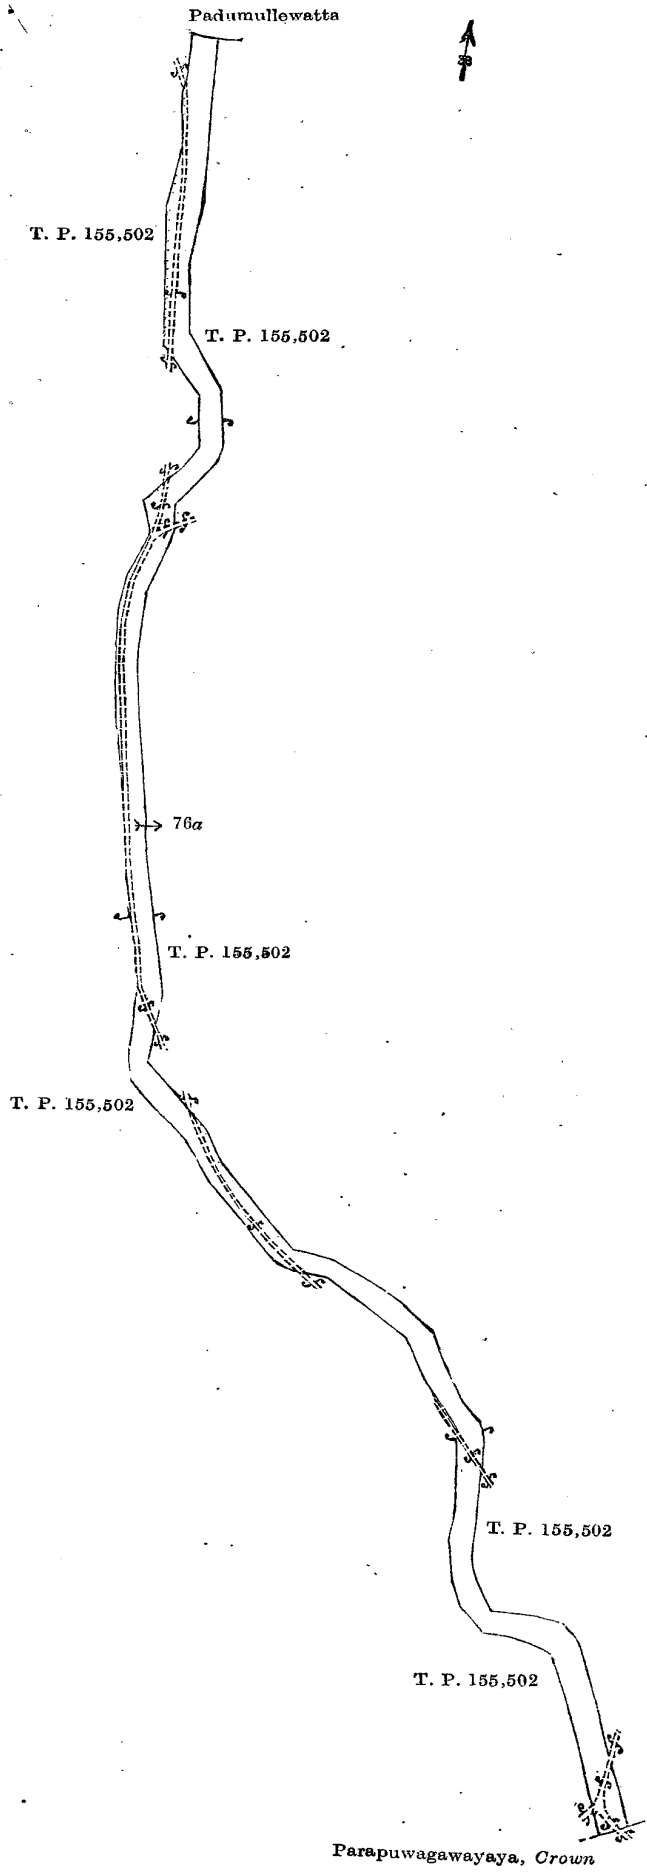 Padumullewatta
T. P. 155,502
T. P. 155,502
76a
T. P. 155,502
T. P. 155,502
T. P. 155,502
T. P. 155,502
Parapuwagawayaya, Crown